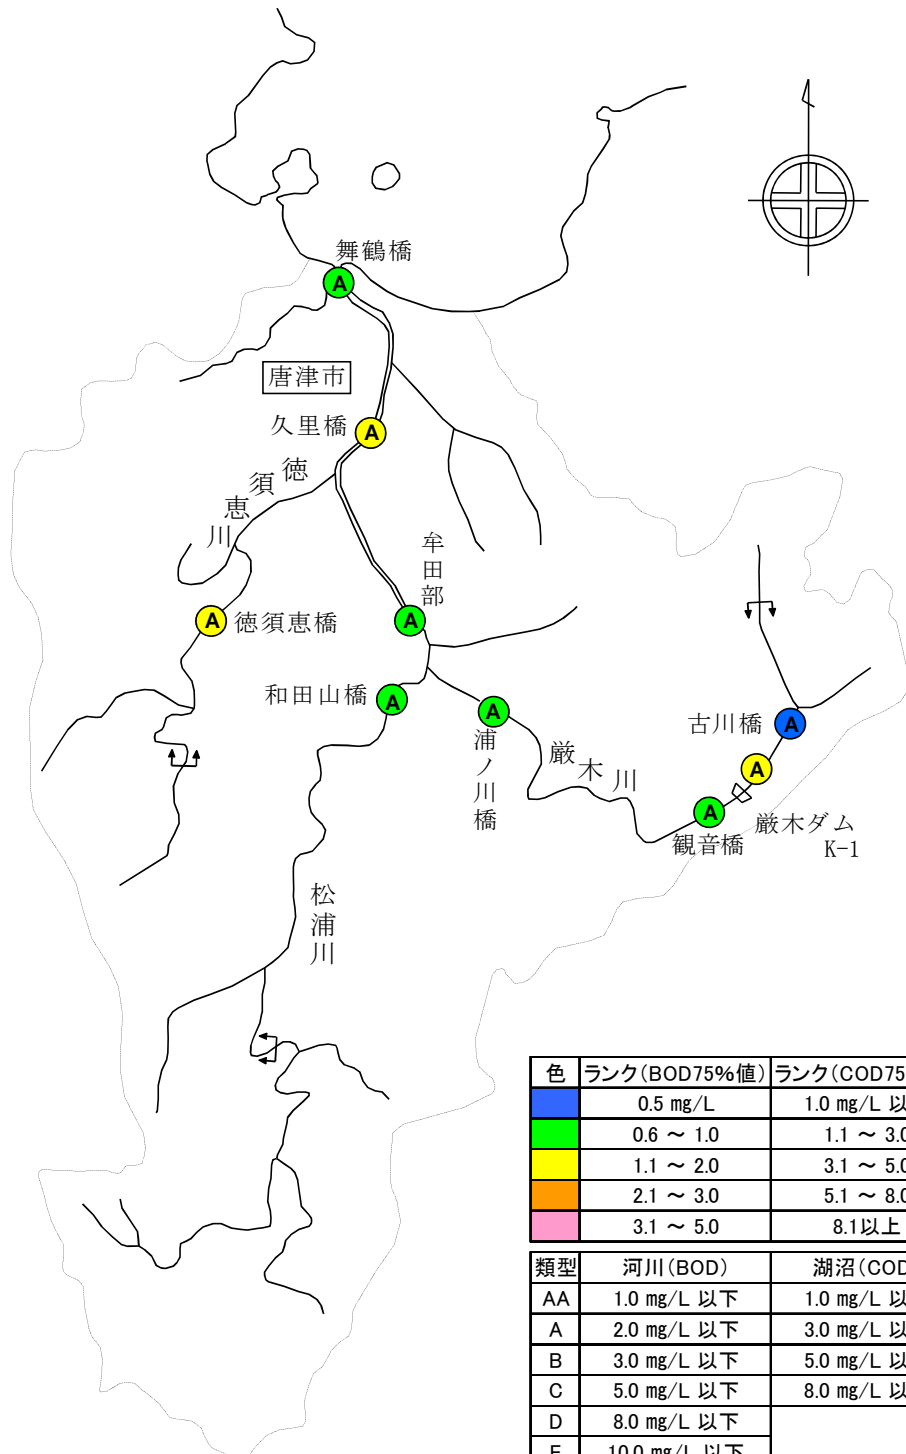 舞鶴橋
A
唐津市
久里橋
A
徳須恵川
牟田部
A
徳須恵橋
A
和田山橋
A
A
浦ノ川橋
厳木川
古川橋
A
A
厳木ダム
K-1
A
観音橋
松浦川
色 ランク(BOD75%値) ランク(COD75
0.5 mg/L 1.0 mg/L 以
0.6 ～ 1.0 1.1 ～ 3.0
1.1 ～ 2.0 3.1 ～ 5.0
2.1 ～ 3.0 5.1 ～ 8.0
3.1 ～ 5.0 8.1以上
類型 河川(BOD) 湖沼(COD
AA 1.0 mg/L 以下 1.0 mg/L 以
A 2.0 mg/L 以下 3.0 mg/L 以
B 3.0 mg/L 以下 5.0 mg/L 以
C 5.0 mg/L 以下 8.0 mg/L 以
D 8.0 mg/L 以下
E 10.0 mg/L 以下